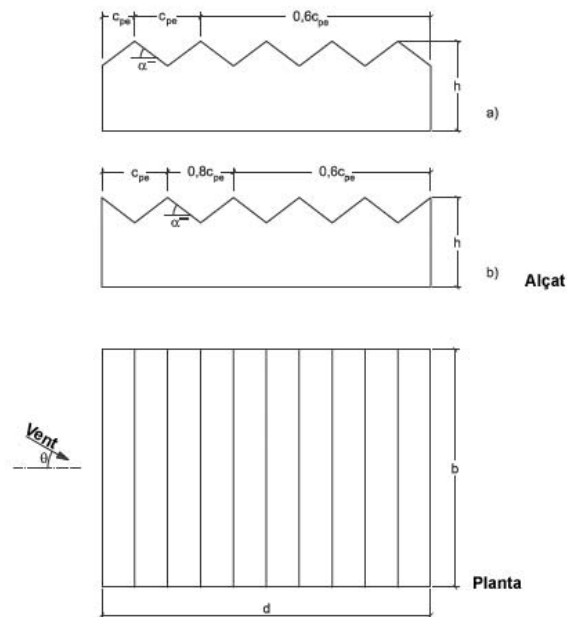 c_pe c_pe 0,6c_pe
α⁻
h
a)
c_pe 0,8c_pe 0,6c_pe
α⁻
h
b)
Alçat
Vent
θ
b
Planta
d